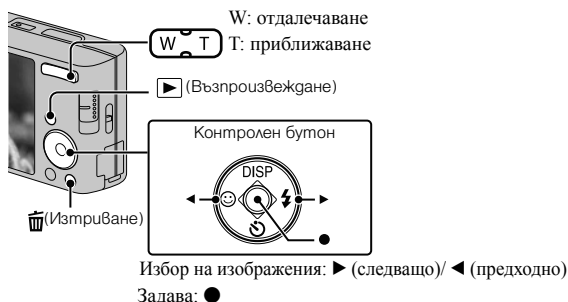 W: отдалечаване
W T T: приближаване
▶ (Възпроизвеждане)
Контролен бутон
DISP
◀ ▶
●
(Изтриване)
Избор на изображения: ▶ (следващо)/ ◀ (предходно)
Задава: ●